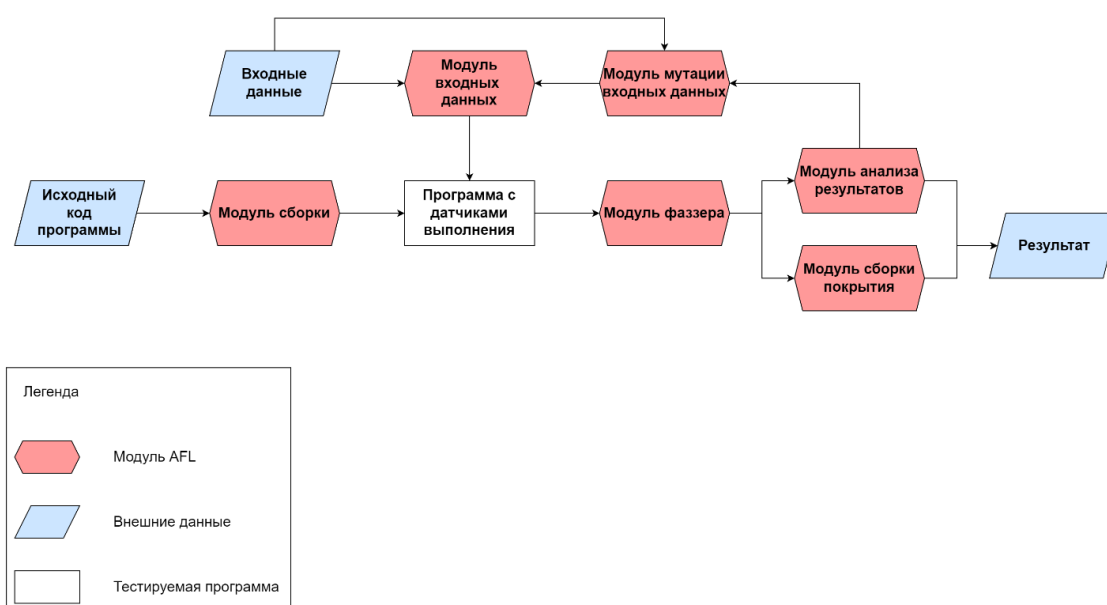 Входные
данные
Модуль
входных
данных
Модуль мутации
входных данных
Исходный
код
программы
Модуль сборки
Программа с
датчиками
выполнения
Модуль фаззера
Модуль анализа
результатов
Модуль сборки
покрытия
Результат
Легенда
Модуль AFL
Внешние данные
Тестируемая программа